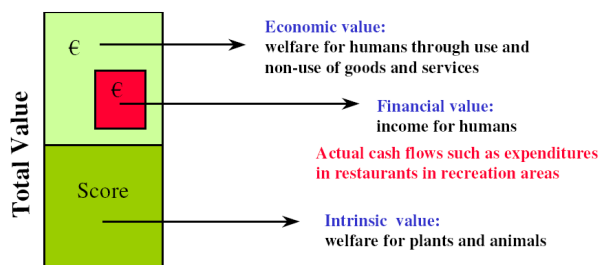 Total Value
€
€
Score
Economic value:
welfare for humans through use and
non-use of goods and services
Financial value:
income for humans
Actual cash flows such as expenditures
in restaurants in recreation areas
Intrinsic value:
welfare for plants and animals